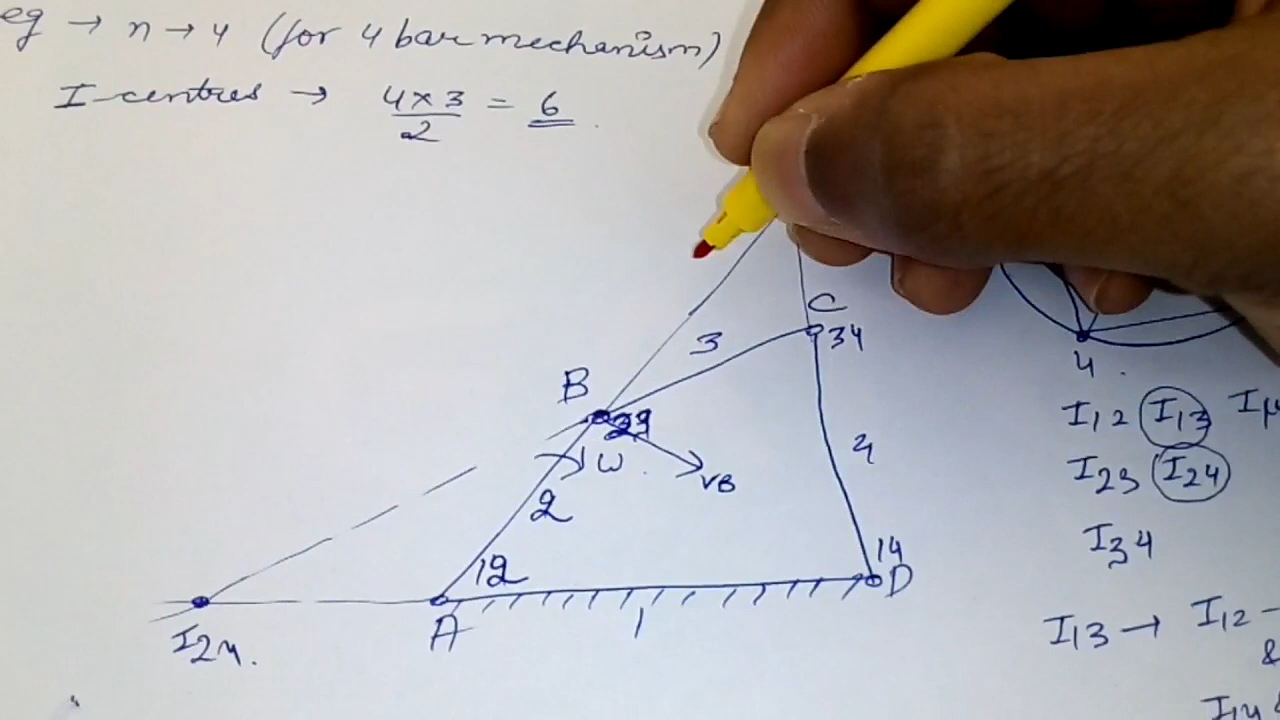 eg → n → 4 (for 4 bar mechanism)
I-centres → 4 × 3 / 2 = 6
C
34
3
B
ω
VB
2
4
12
14
D
A
1
I24.
4.
I12 I13
I23 I24
I34
I13 → I12 -
&